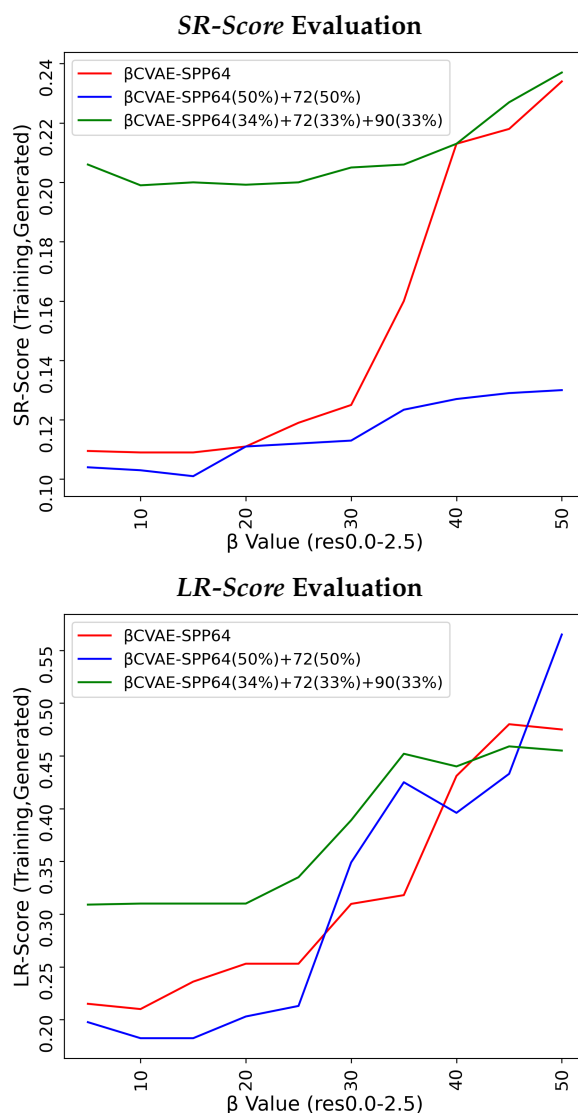 SR-Score Evaluation
βCVAE-SPP64
βCVAE-SPP64(50%)+72(50%)
βCVAE-SPP64(34%)+72(33%)+90(33%)
SR-Score (Training,Generated)
0.24
0.22
0.20
0.18
0.16
0.14
0.12
0.10
10
20
30
40
50
β Value (res0.0-2.5)
LR-Score Evaluation
βCVAE-SPP64
βCVAE-SPP64(50%)+72(50%)
βCVAE-SPP64(34%)+72(33%)+90(33%)
LR-Score (Training,Generated)
0.55
0.50
0.45
0.40
0.35
0.30
0.25
0.20
10
20
30
40
50
β Value (res0.0-2.5)